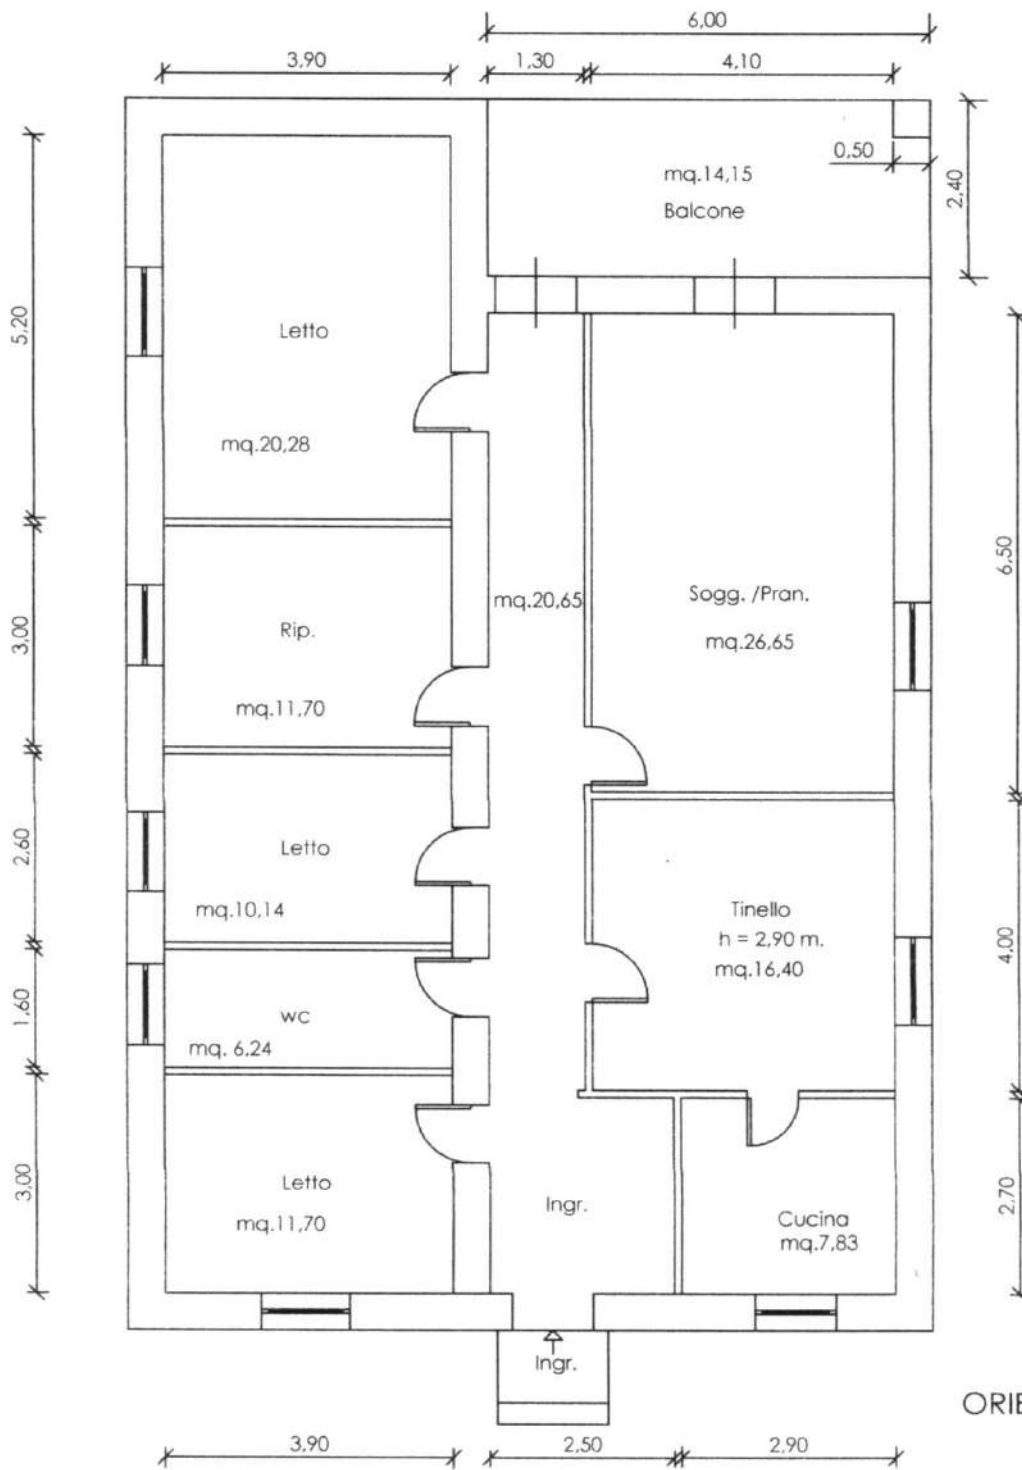 6,00
3,90
1,30
4,10
0,50
2,40
mq.14,15
Balcone
5,20
Letto
mq.20,28
6,50
mq.20,65
Sogg. /Pran.
mq.26,65
3,00
Rip.
mq.11,70
2,60
Letto
mq.10,14
Tinello
h = 2,90 m.
mq.16,40
4,00
1,60
wc
mq. 6,24
3,00
Letto
mq.11,70
Ingr.
Cucina
mq.7,83
2,70
Ingr.
ORIE
3,90
2,50
2,90